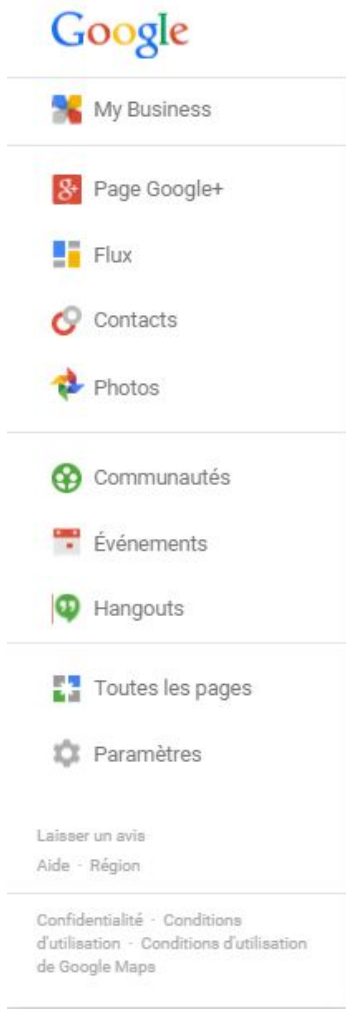 Google
My Business
Page Google+
Flux
Contacts
Photos
Communautés
Événements
Hangouts
Toutes les pages
Paramètres
Laisser un avis
Aide · Région
Confidentialité · Conditions
d'utilisation · Conditions d'utilisation
de Google Maps